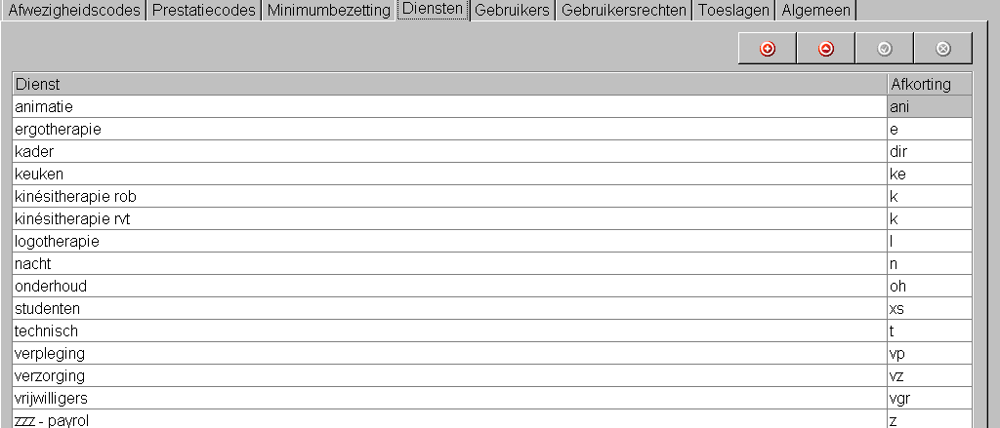 Afwezigheidscodes Prestatiecodes Minimumbezetting Diensten Gebruikers Gebruikersrechten Toeslagen Algemeen
Dienst Afkorting
animatie ani
ergotherapie e
kader dir
keuken ke
kinésitherapie rob k
kinésitherapie rvt k
logotherapie l
nacht n
onderhoud oh
studenten xs
technisch t
verpleging vp
verzorging vz
vrijwilligers vgr
zzz - payrol z